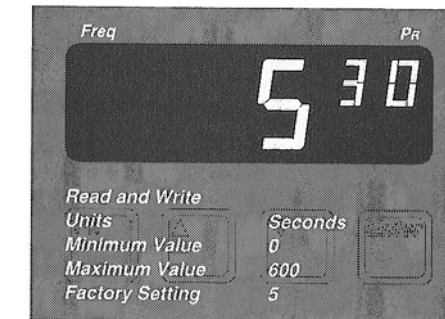 Freq PR
5 30
Read and Write
Units Seconds
Minimum Value 0
Maximum Value 600
Factory Setting 5